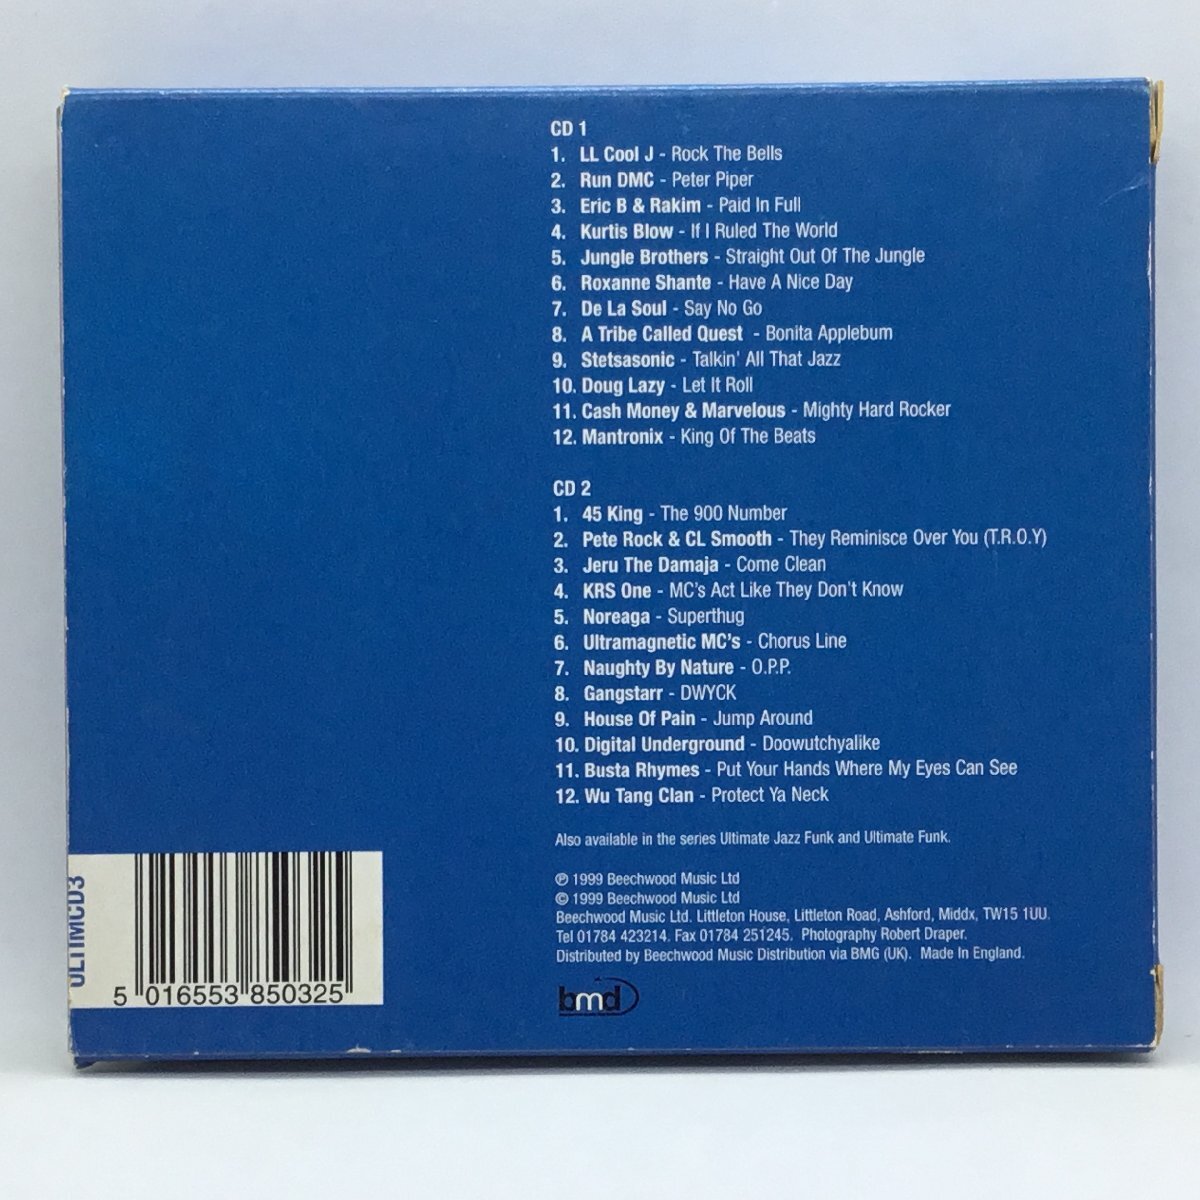 CD 1
1. LL Cool J - Rock The Bells
2. Run DMC - Peter Piper
3. Eric B & Rakim - Paid In Full
4. Kurtis Blow - If I Ruled The World
5. Jungle Brothers - Straight Out Of The Jungle
6. Roxanne Shante - Have A Nice Day
7. De La Soul - Say No Go
8. A Tribe Called Quest - Bonita Applebum
9. Stetsasonic - Talkin' All That Jazz
10. Doug Lazy - Let It Roll
11. Cash Money & Marvelous - Mighty Hard Rocker
12. Mantronix - King Of The Beats
CD 2
1. 45 King - The 900 Number
2. Pete Rock & CL Smooth - They Reminisce Over You (T.R.O.Y)
3. Jeru The Damaja - Come Clean
4. KRS One - MC's Act Like They Don't Know
5. Noreaga - Superthug
6. Ultramagnetic MC's - Chorus Line
7. Naughty By Nature - O.P.P.
8. Gangstarr - DWYCK
9. House Of Pain - Jump Around
10. Digital Underground - Doowutchyalike
11. Busta Rhymes - Put Your Hands Where My Eyes Can See
12. Wu Tang Clan - Protect Ya Neck
Also available in the series Ultimate Jazz Funk and Ultimate Funk.
℗ 1999 Beechwood Music Ltd
© 1999 Beechwood Music Ltd
Beechwood Music Ltd. Littleton House, Littleton Road, Ashford, Middx, TW15 1UU.
Tel 01784 423214. Fax 01784 251245. Photography Robert Draper.
Distributed by Beechwood Music Distribution via BMG (UK). Made In England.
bmd
ULTMCD3
5 016553 850325